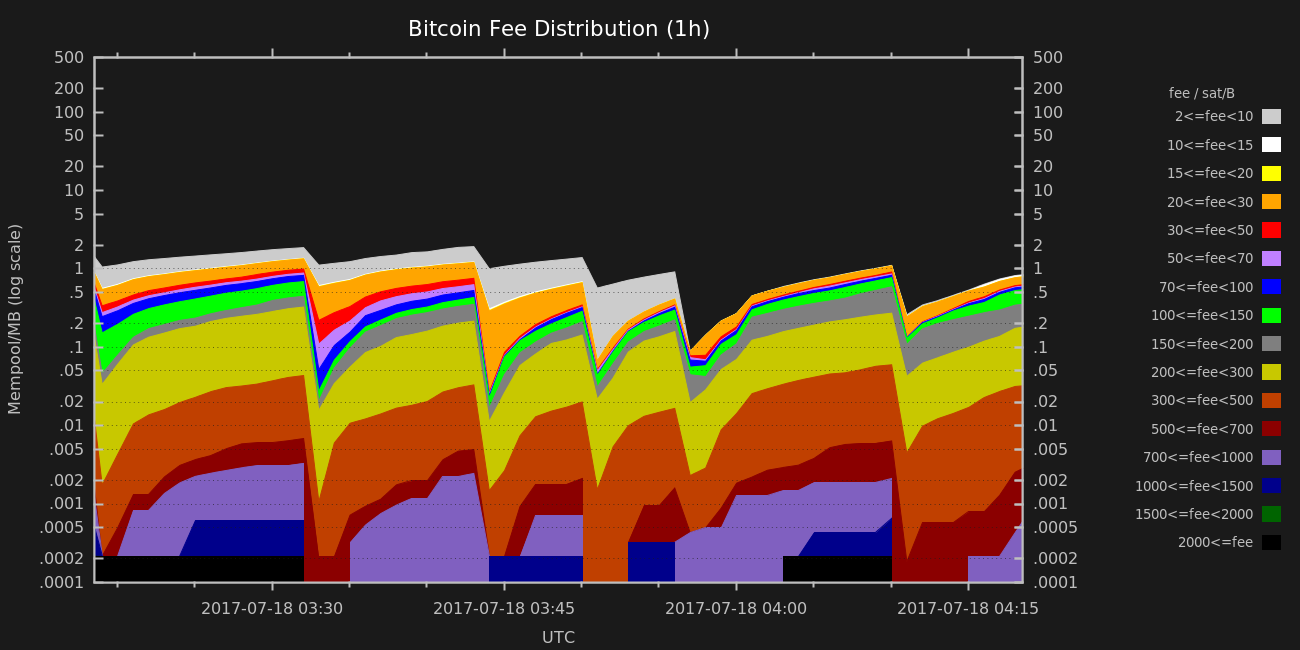 Bitcoin Fee Distribution (1h)
Mempool/MB (log scale)
500
200
100
50
20
10
5
2
1
.5
.2
.1
.05
.02
.01
.005
.002
.001
.0005
.0002
.0001
500
200
100
50
20
10
5
2
1
.5
.2
.1
.05
.02
.01
.005
.002
.001
.0005
.0002
.0001
2017-07-18 03:30
2017-07-18 03:45
2017-07-18 04:00
2017-07-18 04:15
UTC
fee / sat/B
2<=fee<10
10<=fee<15
15<=fee<20
20<=fee<30
30<=fee<50
50<=fee<70
70<=fee<100
100<=fee<150
150<=fee<200
200<=fee<300
300<=fee<500
500<=fee<700
700<=fee<1000
1000<=fee<1500
1500<=fee<2000
2000<=fee